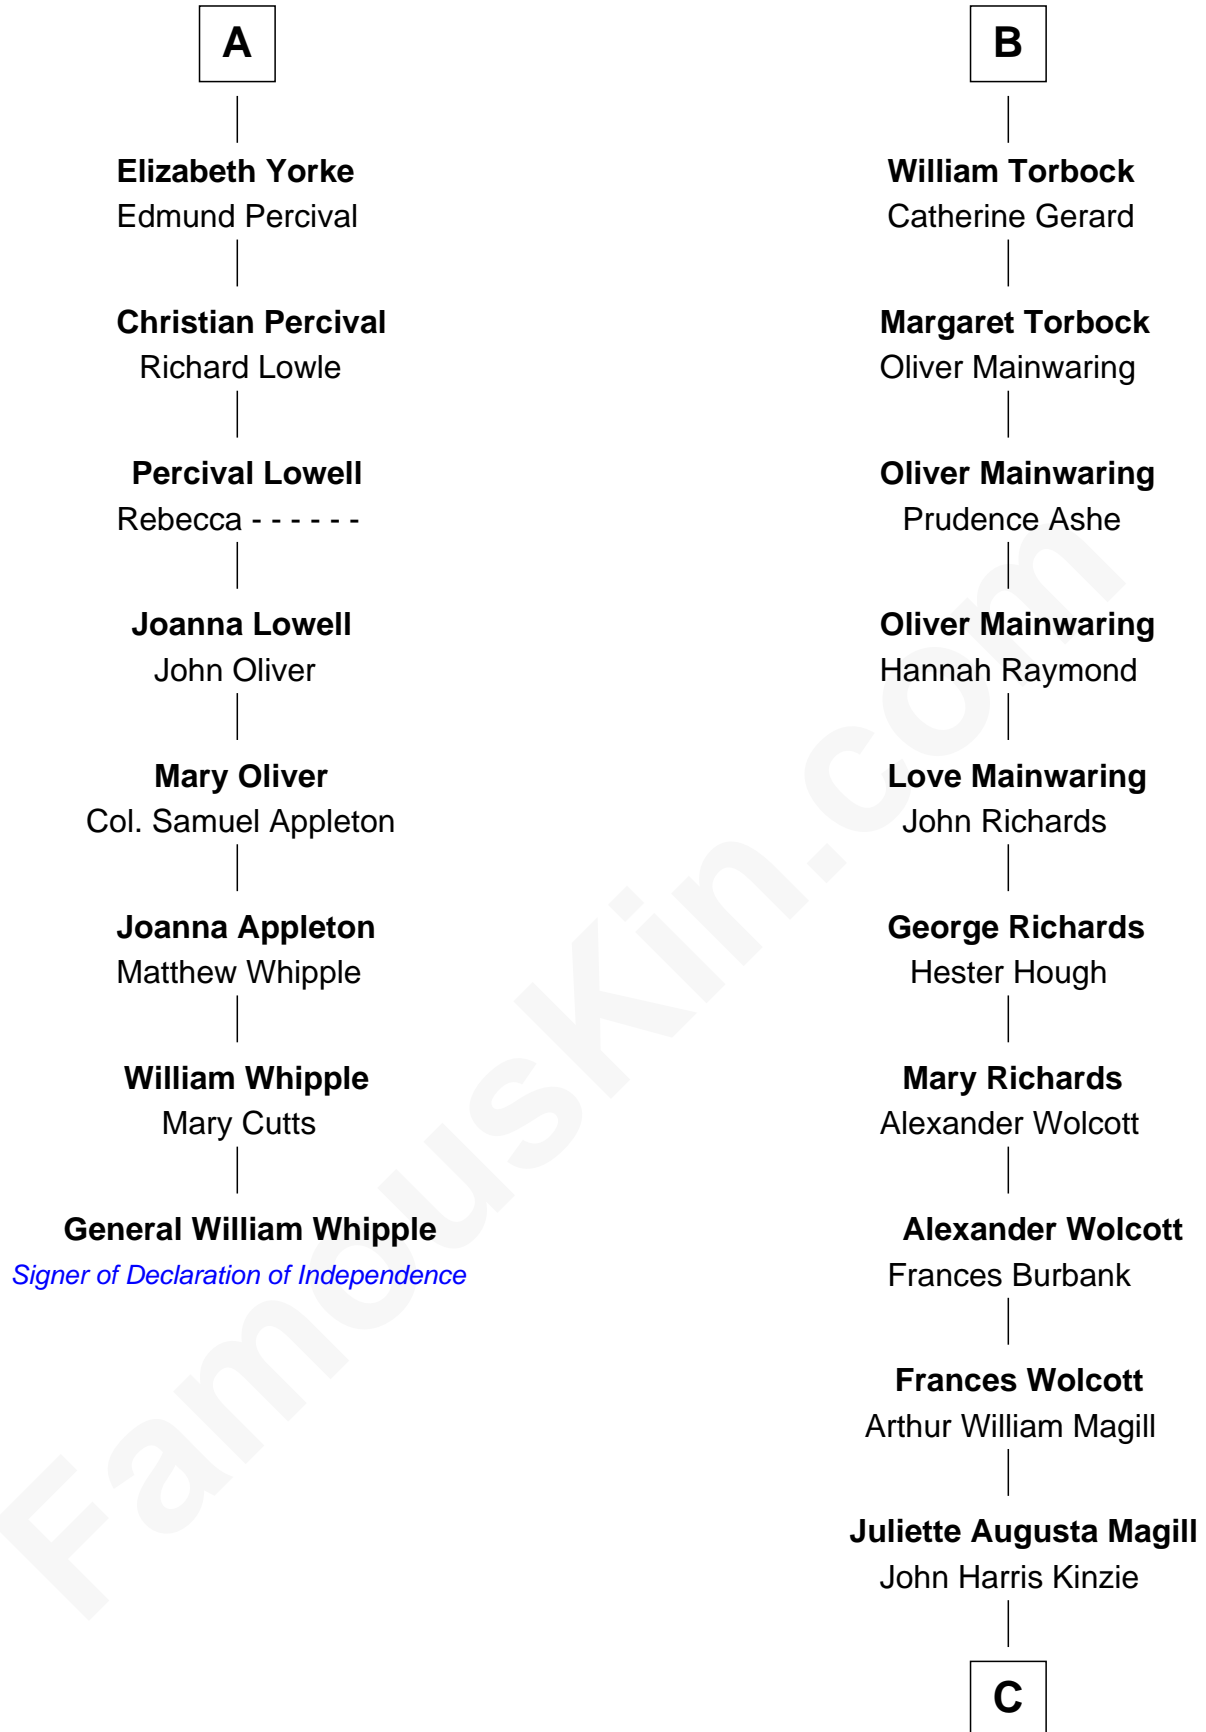 A
Elizabeth Yorke
Edmund Percival
Christian Percival
Richard Lowle
Percival Lowell
Rebecca - - - - - -
Joanna Lowell
John Oliver
Mary Oliver
Col. Samuel Appleton
Joanna Appleton
Matthew Whipple
William Whipple
Mary Cutts
General William Whipple
Signer of Declaration of Independence
B
William Torbock
Catherine Gerard
Margaret Torbock
Oliver Mainwaring
Oliver Mainwaring
Prudence Ashe
Oliver Mainwaring
Hannah Raymond
Love Mainwaring
John Richards
George Richards
Hester Hough
Mary Richards
Alexander Wolcott
Alexander Wolcott
Frances Burbank
Frances Wolcott
Arthur William Magill
Juliette Augusta Magill
John Harris Kinzie
C
FamousKin.com